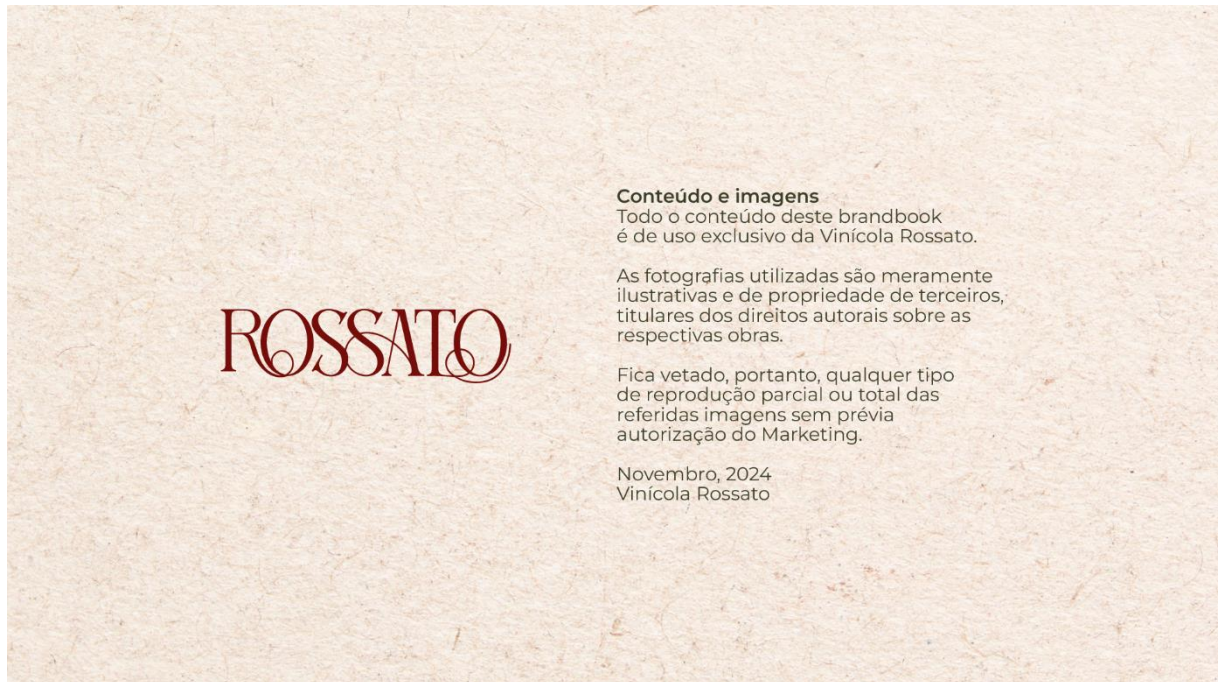 ROSSATO
Conteúdo e imagens
Todo o conteúdo deste brandbook
é de uso exclusivo da Vinícola Rossato.
As fotografias utilizadas são meramente
ilustrativas e de propriedade de terceiros,
titulares dos direitos autorais sobre as
respectivas obras.
Fica vetado, portanto, qualquer tipo
de reprodução parcial ou total das
referidas imagens sem prévia
autorização do Marketing.
Novembro, 2024
Vinícola Rossato